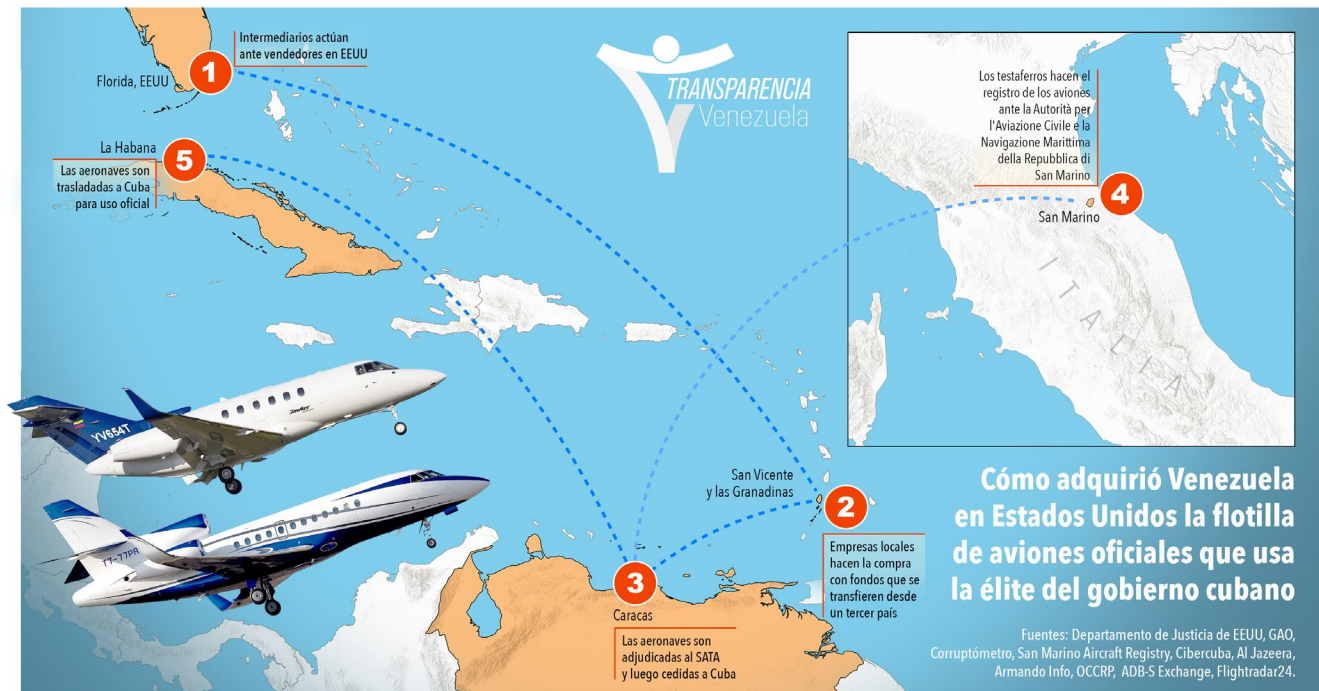 Intermediarios actúan
ante vendedores en EEUU
1
Florida, EEUU
TRANSPARENCIA
Venezuela
Los testaferros hacen el
registro de los aviones
ante la Autorità per
l'Aviazione Civile e la
Navigazione Marittima
della Repubblica di
San Marino
4
San Marino
ITALIA
La Habana
5
Las aeronaves son
trasladadas a Cuba
para uso oficial
YV654T
Hawker
T7-77PR
San Vicente
y las Granadinas
2
Empresas locales
hacen la compra
con fondos que se
transfieren desde
un tercer país
3
Caracas
Las aeronaves son
adjudicadas al SATA
y luego cedidas a Cuba
Cómo adquirió Venezuela
en Estados Unidos la flotilla
de aviones oficiales que usa
la élite del gobierno cubano
Fuentes: Departamento de Justicia de EEUU, GAO,
Corruptómetro, San Marino Aircraft Registry, Cibercuba, Al Jazeera,
Armando Info, OCCRP, ADB-S Exchange, Flightradar24.